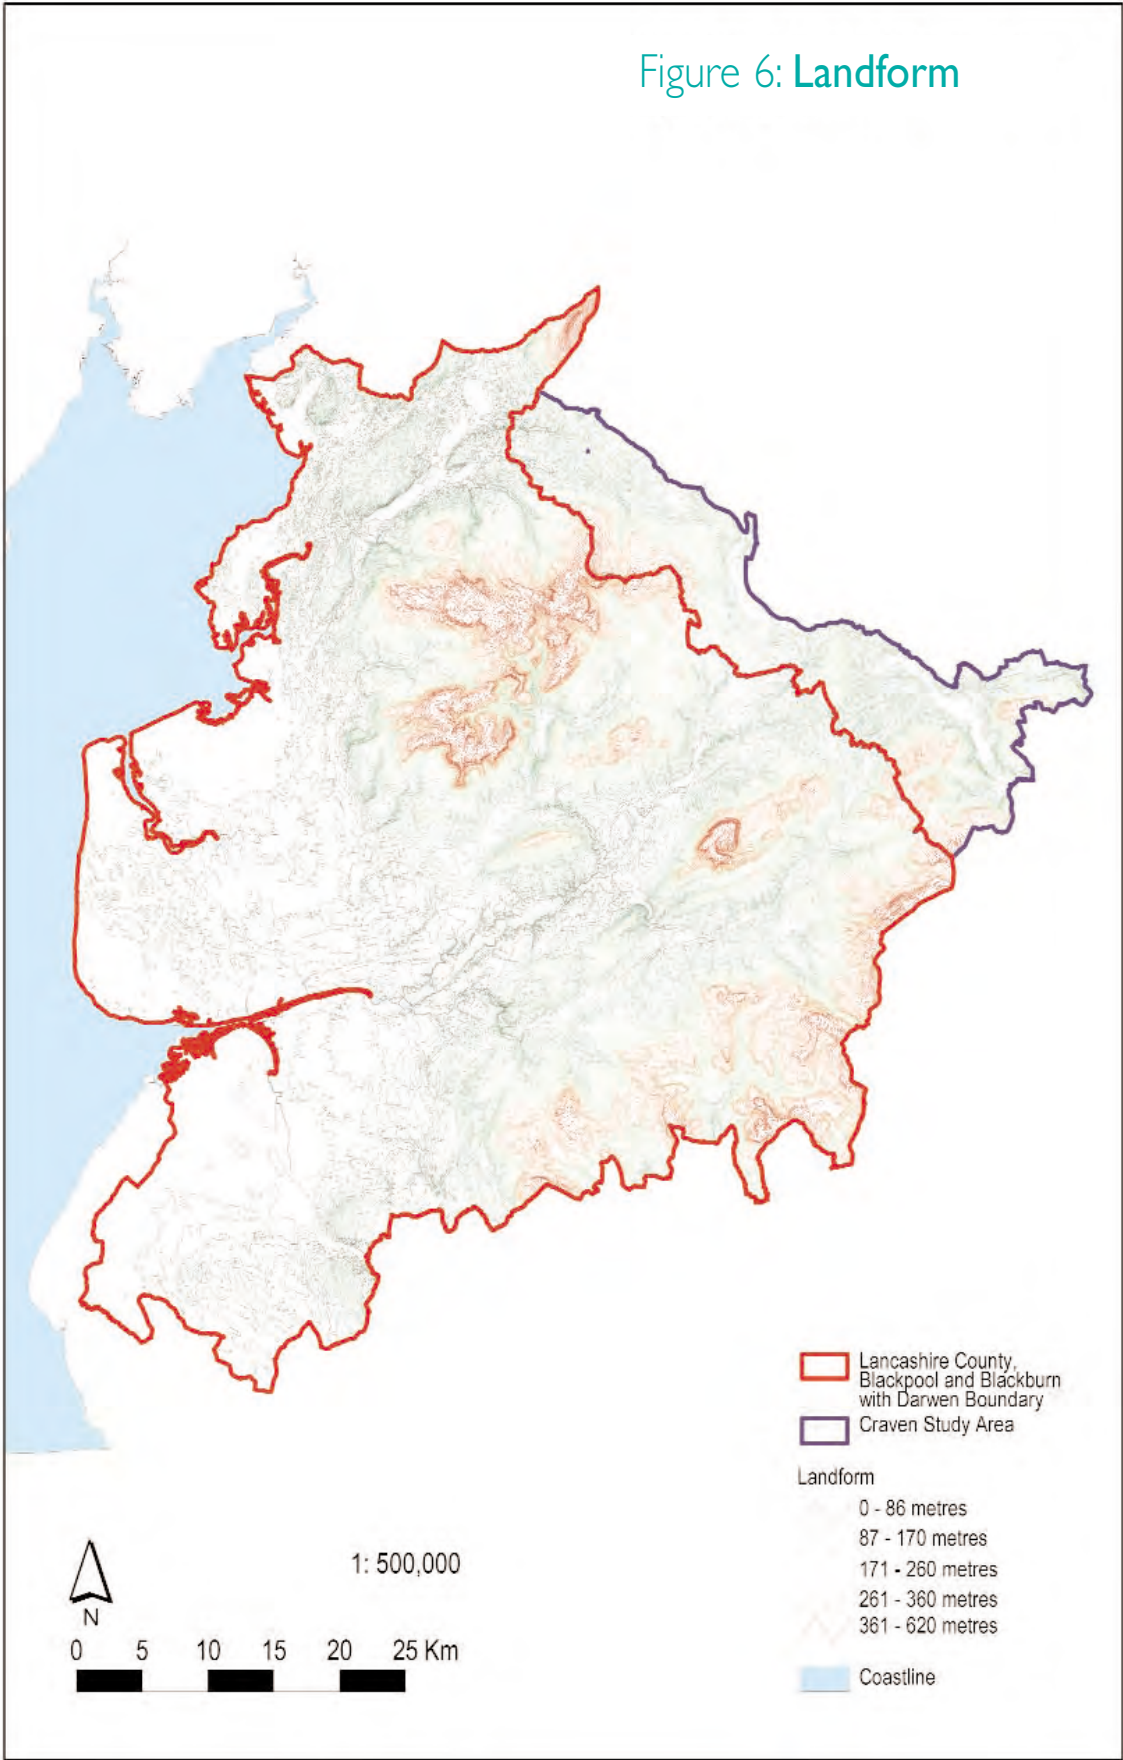 Figure 6: Landform
Lancashire County,
Blackpool and Blackburn
with Darwen Boundary
Craven Study Area
Landform
0 - 86 metres
87 - 170 metres
171 - 260 metres
261 - 360 metres
361 - 620 metres
Coastline
1: 500,000
N
0 5 10 15 20 25 Km